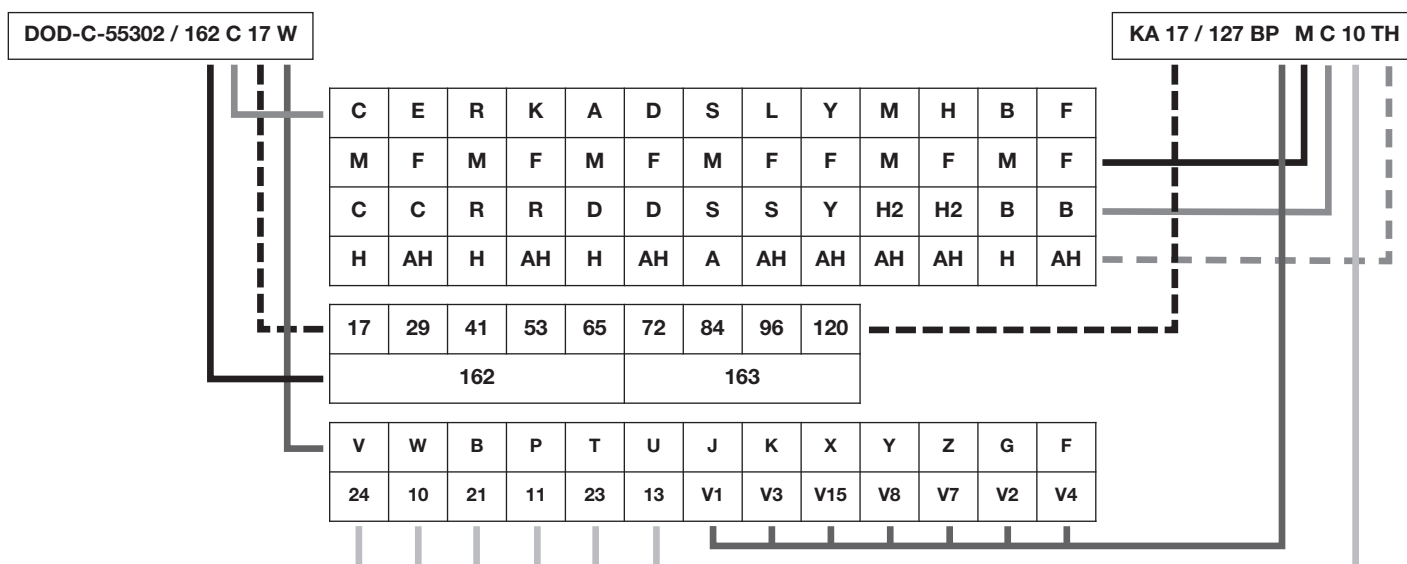 DOD-C-55302 / 162 C 17 W
KA 17 / 127 BP M C 10 TH
C E R K A D S L Y M H B F
M F M F M F M F F M F M F
C C R R D D S S Y H2 H2 B B
H AH H AH H AH A AH AH AH AH H AH
17 29 41 53 65 72 84 96 120
162 163
V W B P T U J K X Y Z G F
24 10 21 11 23 13 V1 V3 V15 V8 V7 V2 V4